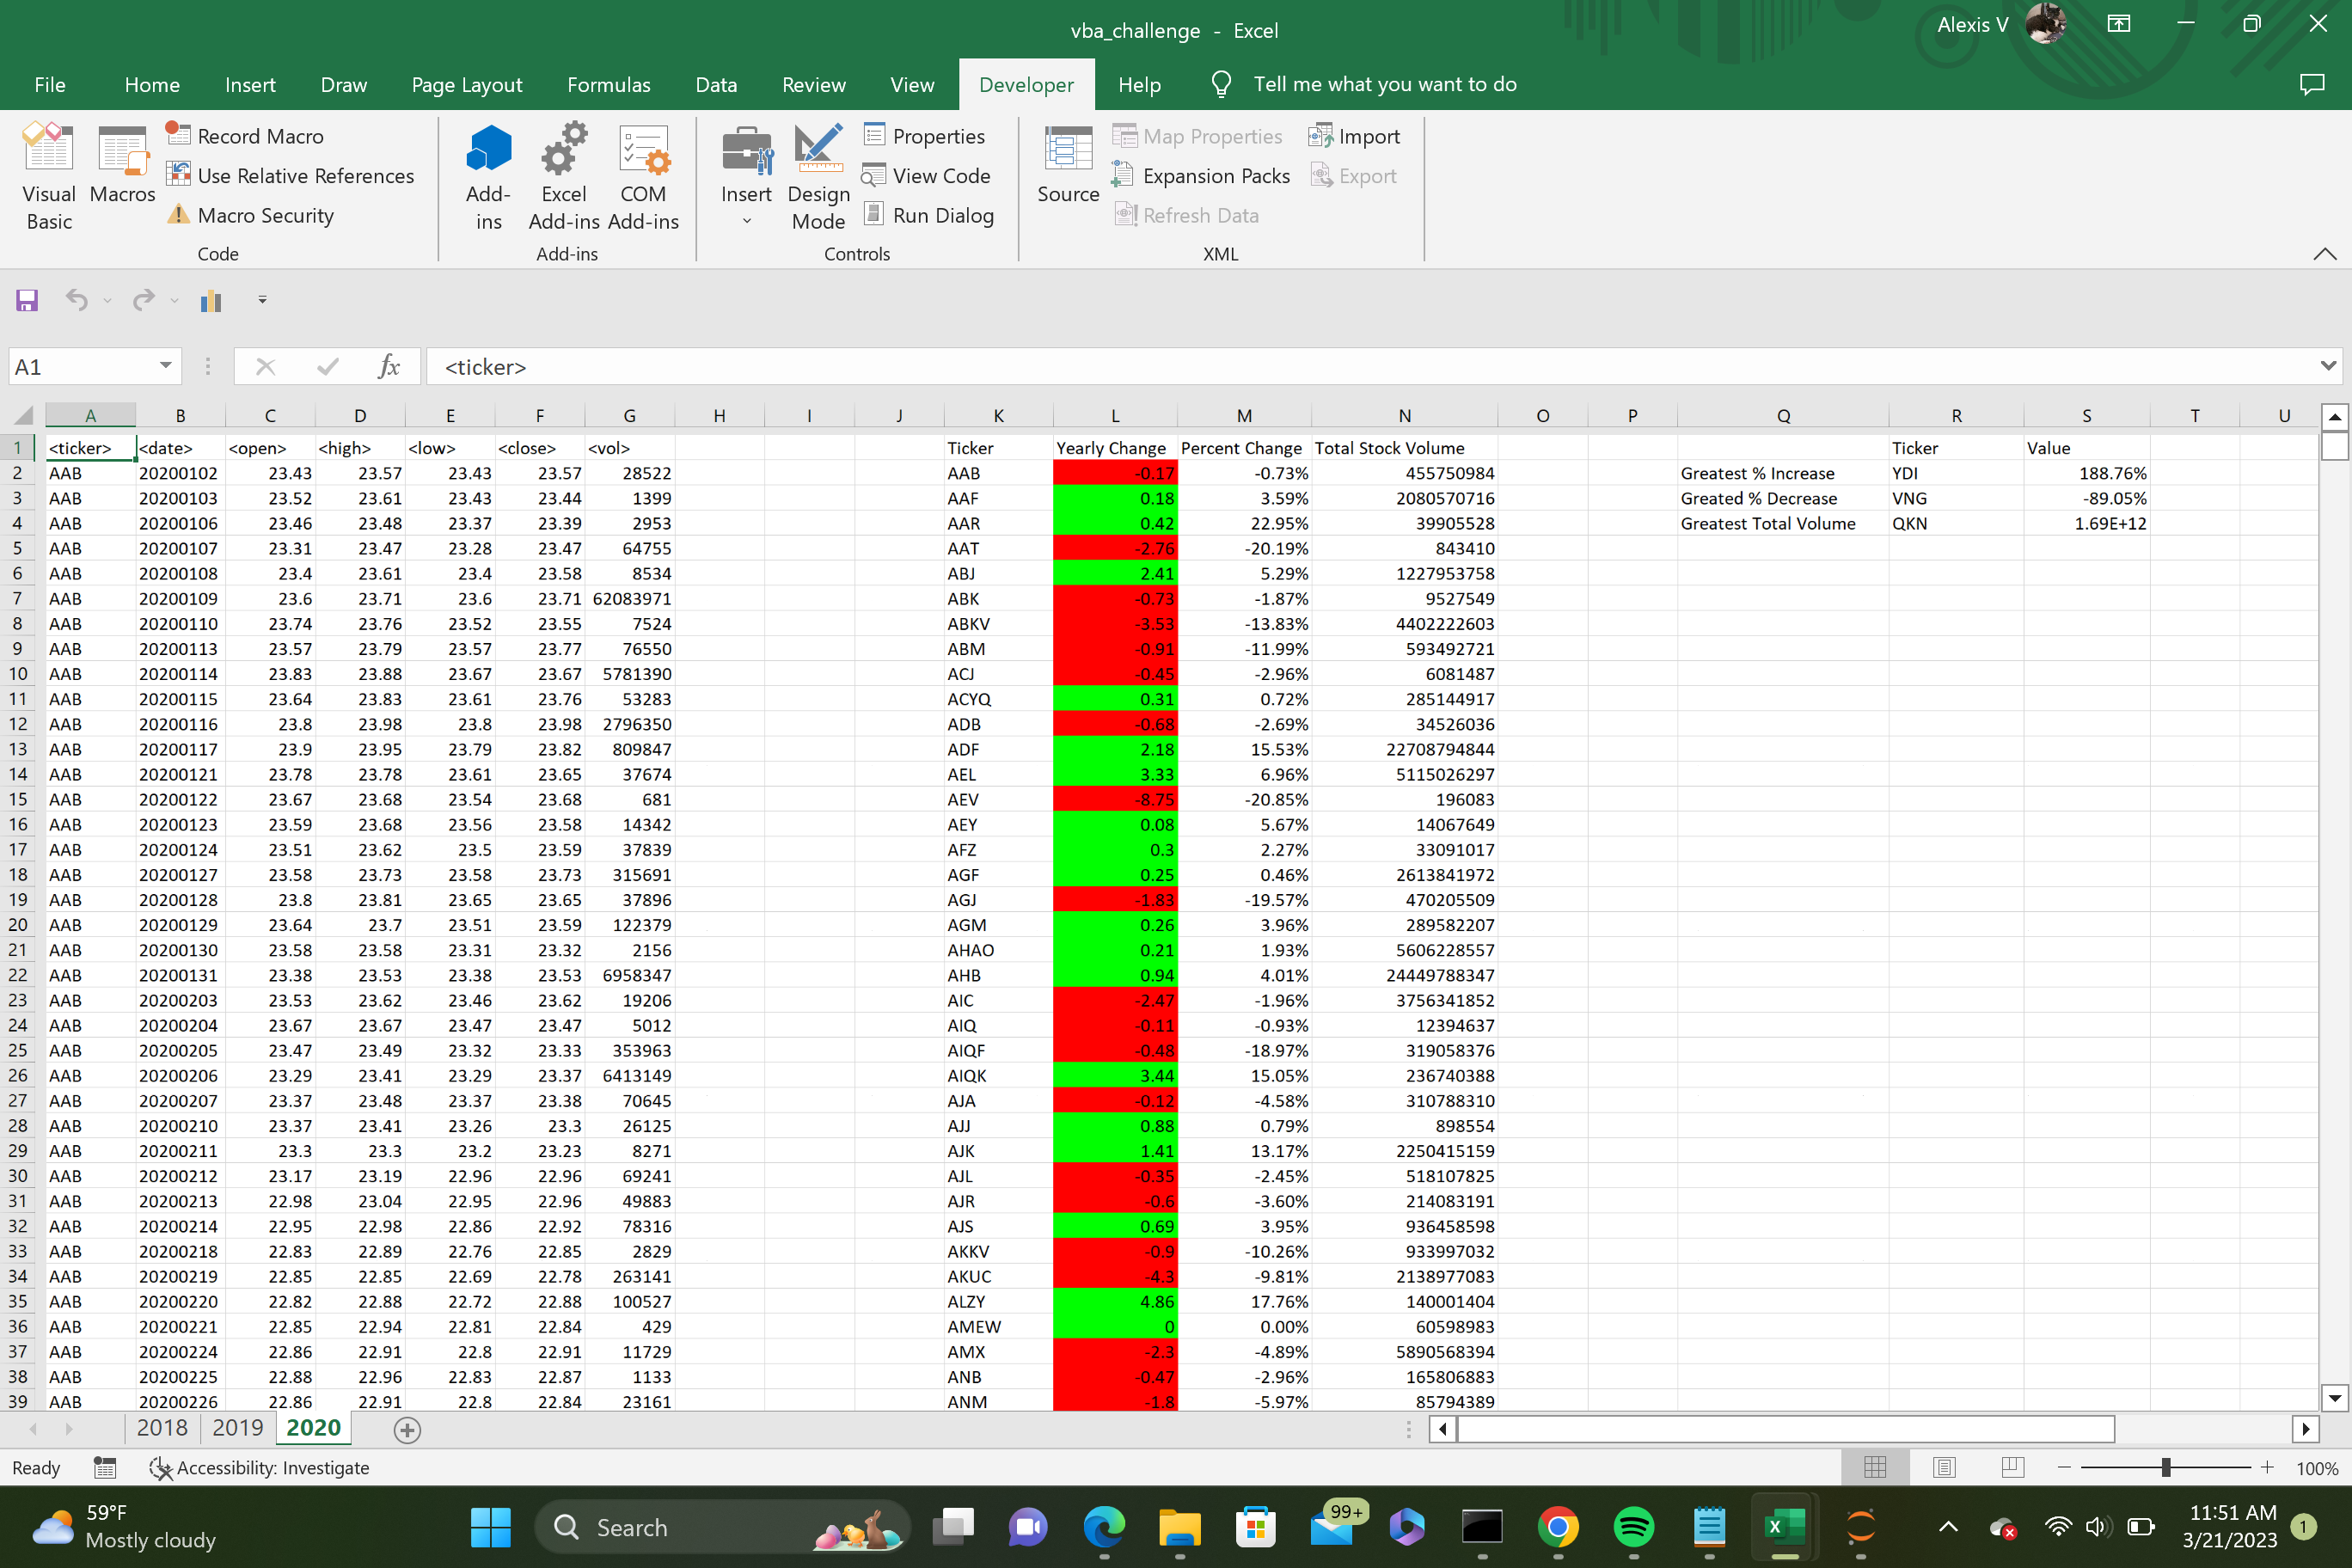 vba_challenge - Excel
Alexis V
File Home Insert Draw Page Layout Formulas Data Review View Developer Help Tell me what you want to do
Visual Basic
Macros
Record Macro
Use Relative References
Macro Security
Code
Add-ins
Excel Add-ins
COM Add-ins
Add-ins
Insert
Design Mode
Properties
View Code
Run Dialog
Controls
Source
Map Properties
Expansion Packs
Refresh Data
Import
Export
XML
A1 fx <ticker>
A B C D E F G H I J K L M N O P Q R S T U
1 <ticker> <date> <open> <high> <low> <close> <vol> Ticker Yearly Change Percent Change Total Stock Volume Ticker Value
2 AAB 20200102 23.43 23.57 23.43 23.57 28522 AAB -0.17 -0.73% 455750984 Greatest % Increase YDI 188.76%
3 AAB 20200103 23.52 23.61 23.43 23.44 1399 AAF 0.18 3.59% 2080570716 Greated % Decrease VNG -89.05%
4 AAB 20200106 23.46 23.48 23.37 23.39 2953 AAR 0.42 22.95% 39905528 Greatest Total Volume QKN 1.69E+12
5 AAB 20200107 23.31 23.47 23.28 23.47 64755 AAT -2.76 -20.19% 843410
6 AAB 20200108 23.4 23.61 23.4 23.58 8534 ABJ 2.41 5.29% 1227953758
7 AAB 20200109 23.6 23.71 23.6 23.71 62083971 ABK -0.73 -1.87% 9527549
8 AAB 20200110 23.74 23.76 23.52 23.55 7524 ABKV -3.53 -13.83% 4402222603
9 AAB 20200113 23.57 23.79 23.57 23.77 76550 ABM -0.91 -11.99% 593492721
10 AAB 20200114 23.83 23.88 23.67 23.67 5781390 ACJ -0.45 -2.96% 6081487
11 AAB 20200115 23.64 23.83 23.61 23.76 53283 ACYQ 0.31 0.72% 285144917
12 AAB 20200116 23.8 23.98 23.8 23.98 2796350 ADB -0.68 -2.69% 34526036
13 AAB 20200117 23.9 23.95 23.79 23.82 809847 ADF 2.18 15.53% 22708794844
14 AAB 20200121 23.78 23.78 23.61 23.65 37674 AEL 3.33 6.96% 5115026297
15 AAB 20200122 23.67 23.68 23.54 23.68 681 AEV -8.75 -20.85% 196083
16 AAB 20200123 23.59 23.68 23.56 23.58 14342 AEY 0.08 5.67% 14067649
17 AAB 20200124 23.51 23.62 23.5 23.59 37839 AFZ 0.3 2.27% 33091017
18 AAB 20200127 23.58 23.73 23.58 23.73 315691 AGF 0.25 0.46% 2613841972
19 AAB 20200128 23.8 23.81 23.65 23.65 37896 AGJ -1.83 -19.57% 470205509
20 AAB 20200129 23.64 23.7 23.51 23.59 122379 AGM 0.26 3.96% 289582207
21 AAB 20200130 23.58 23.58 23.31 23.32 2156 AHAO 0.21 1.93% 5606228557
22 AAB 20200131 23.38 23.53 23.38 23.53 6958347 AHB 0.94 4.01% 24449788347
23 AAB 20200203 23.53 23.62 23.46 23.62 19206 AIC -2.47 -1.96% 3756341852
24 AAB 20200204 23.67 23.67 23.47 23.47 5012 AIQ -0.11 -0.93% 12394637
25 AAB 20200205 23.47 23.49 23.32 23.33 353963 AIQF -0.48 -18.97% 319058376
26 AAB 20200206 23.29 23.41 23.29 23.37 6413149 AIQK 3.44 15.05% 236740388
27 AAB 20200207 23.37 23.48 23.37 23.38 70645 AJA -0.12 -4.58% 310788310
28 AAB 20200210 23.37 23.41 23.26 23.3 26125 AJJ 0.88 0.79% 898554
29 AAB 20200211 23.3 23.3 23.2 23.23 8271 AJK 1.41 13.17% 2250415159
30 AAB 20200212 23.17 23.19 22.96 22.96 69241 AJL -0.35 -2.45% 518107825
31 AAB 20200213 22.98 23.04 22.95 22.96 49883 AJR -0.6 -3.60% 214083191
32 AAB 20200214 22.95 22.98 22.86 22.92 78316 AJS 0.69 3.95% 936458598
33 AAB 20200218 22.83 22.89 22.76 22.85 2829 AKKV -0.9 -10.26% 933997032
34 AAB 20200219 22.85 22.85 22.69 22.78 263141 AKUC -4.3 -9.81% 2138977083
35 AAB 20200220 22.82 22.88 22.72 22.88 100527 ALZY 4.86 17.76% 140001404
36 AAB 20200221 22.85 22.94 22.81 22.84 429 AMEW 0 0.00% 60598983
37 AAB 20200224 22.86 22.91 22.8 22.91 11729 AMX -2.3 -4.89% 5890568394
38 AAB 20200225 22.88 22.96 22.83 22.87 1133 ANB -0.47 -2.96% 165806883
39 AAB 20200226 22.86 22.91 22.8 22.84 23161 ANM -1.8 -5.97% 85794389
2018 2019 2020
Ready Accessibility: Investigate 100%
59°F
Mostly cloudy
Search
99+
11:51 AM
3/21/2023
1